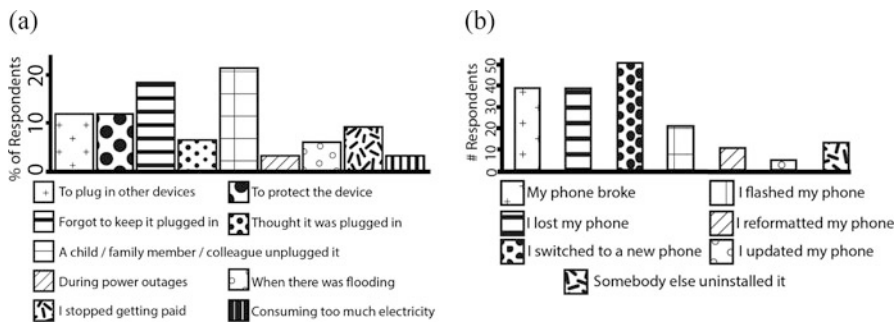 (a)
% of Respondents
20
10
0
To plug in other devices
To protect the device
Forgot to keep it plugged in
Thought it was plugged in
A child / family member / colleague unplugged it
During power outages
When there was flooding
I stopped getting paid
Consuming too much electricity
(b)
# Respondents
50
40
30
20
10
0
My phone broke
I flashed my phone
I lost my phone
I reformatted my phone
I switched to a new phone
I updated my phone
Somebody else uninstalled it